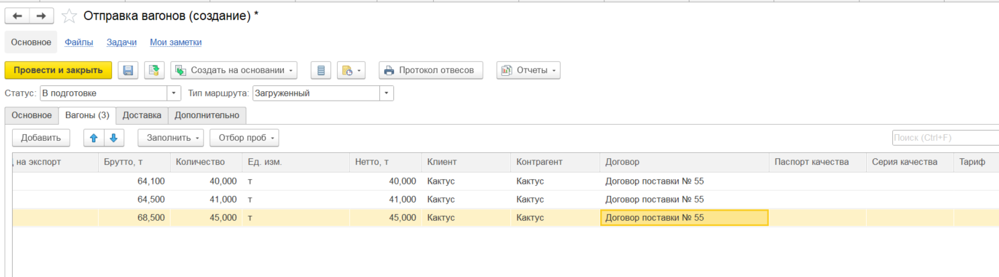 Отправка вагонов (создание) *
Основное Файлы Задачи Мои заметки
Провести и закрыть Создать на основании Протокол отвесов Отчеты
Статус: В подготовке Тип маршрута: Загруженный
Основное Вагоны (3) Доставка Дополнительно
Добавить Заполнить Отбор проб Поиск (Ctrl+F)
на экспорт Брутто, т Количество Ед. изм. Нетто, т Клиент Контрагент Договор Паспорт качества Серия качества Тариф
64,100 40,000 т 40,000 Кактус Кактус Договор поставки № 55
64,500 41,000 т 41,000 Кактус Кактус Договор поставки № 55
68,500 45,000 т 45,000 Кактус Кактус Договор поставки № 55